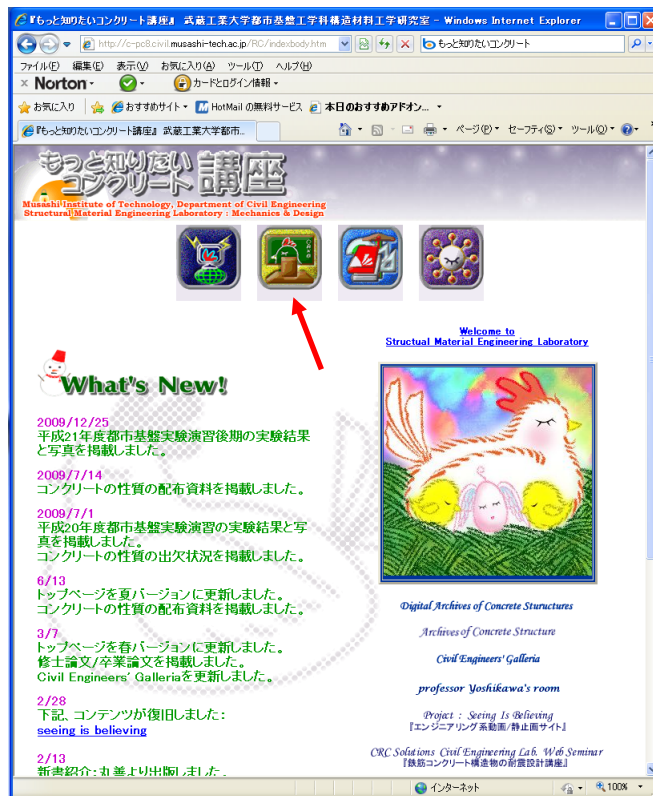 『もっと知りたいコンクリート講座』 武蔵工業大学都市基盤工学科構造材料工学研究室 - Windows Internet Explorer
http://c-pc8.civil.musashi-tech.ac.jp/RC/indexbody.htm
もっと知りたいコンクリート
ファイル(F) 編集(E) 表示(V) お気に入り(A) ツール(T) ヘルプ(H)
× Norton カードとログイン情報
お気に入り おすすめサイト HotMail の無料サービス 本日のおすすめアドオン...
『もっと知りたいコンクリート講座』 武蔵工業大学都市...
ページ(P) セーフティ(S) ツール(O)
もっと知りたい
コンクリート 講座
Musashi Institute of Technology, Department of Civil Engineering
Structural Material Engineering Laboratory : Mechanics & Design
Welcome to
Structual Material Engineering Laboratory
What's New!
2009/12/25
平成21年度都市基盤実験演習後期の実験結果
と写真を掲載しました。
2009/7/14
コンクリートの性質の配布資料を掲載しました。
2009/7/1
平成20年度都市基盤実験演習の実験結果と写
真を掲載しました。
コンクリートの性質の出欠状況を掲載しました。
6/13
トップページを夏バージョンに更新しました。
コンクリートの性質の配布資料を掲載しました。
3/7
トップページを春バージョンに更新しました。
修士論文/卒業論文を掲載しました。
Civil Engineers' Galleriaを更新しました。
2/28
下記、コンテンツが復旧しました：
seeing is believing
2/13
新書紹介：丸善より出版しました。
Digital Archives of Concrete Stuructures
Archives of Concrete Structure
Civil Engineers' Galleria
professor Yoshikawa's room
Project : Seeing Is Believing
『エンジニアリング系動画/静止画サイト』
CRC Solutions Civil Engineering Lab. Web Seminar
『鉄筋コンクリート構造物の耐震設計講座』
インターネット
100%